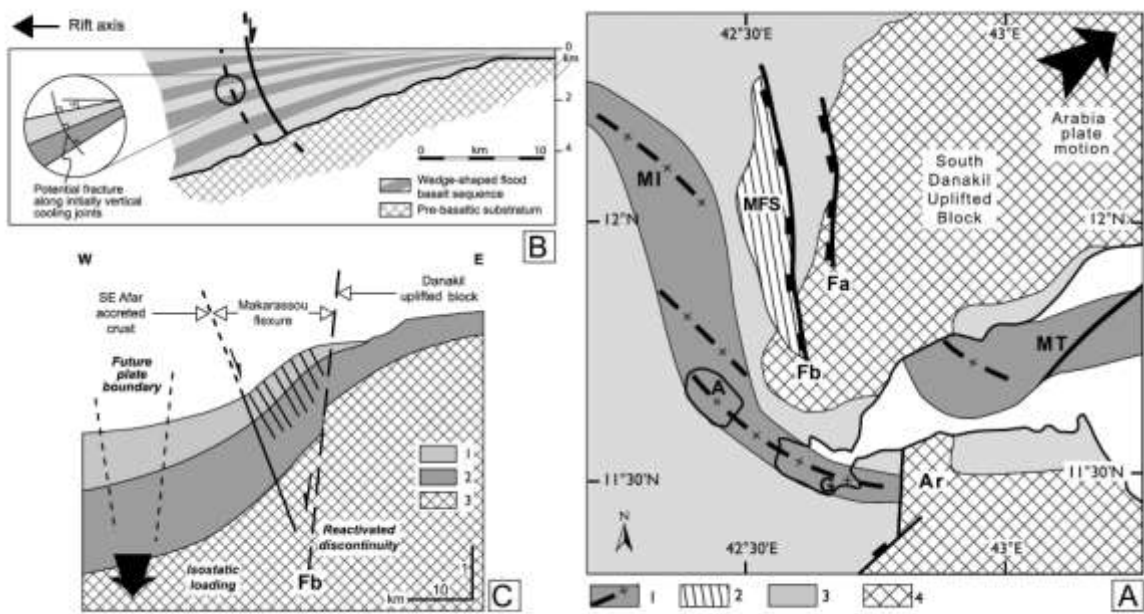 Rift axis
0
km
2
4
0
km
10
Potential fracture
along initially vertical
cooling joints
Wedge-shaped flood
basalt sequence
Pre-basaltic substratum
B
W
E
SE Afar
accreted
crust
Makarassou
flexure
Danakil
uplifted block
Future
plate
boundary
1
2
3
Reactivated
discontinuity
Isostatic
loading
Fb
1
km
10
C
42°30'E
43°E
Arabia
plate
motion
MI
South
Danakil
Uplifted
Block
MFS
12°N
12°N
Fa
MT
Fb
A
G
Ar
11°30'N
11°30'N
N
42°30'E
43°E
1
2
3
4
A